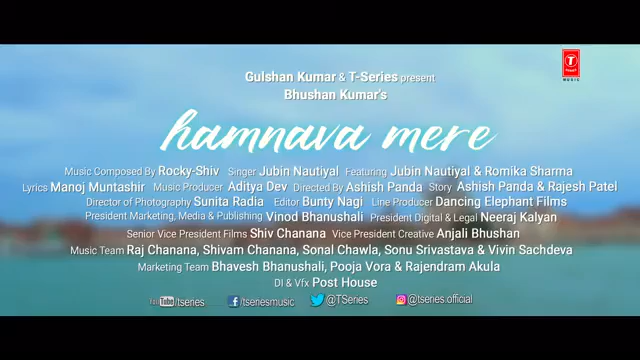 T
SERIES
MUSIC
Gulshan Kumar & T-Series present
Bhushan Kumar's
hamnava mere
Music Composed By Rocky-Shiv Singer Jubin Nautiyal Featuring Jubin Nautiyal & Romika Sharma
Lyrics Manoj Muntashir Music Producer Aditya Dev Directed By Ashish Panda Story Ashish Panda & Rajesh Patel
Director of Photography Sunita Radia Editor Bunty Nagi Line Producer Dancing Elephant Films
President Marketing, Media & Publishing Vinod Bhanushali President Digital & Legal Neeraj Kalyan
Senior Vice President Films Shiv Chanana Vice President Creative Anjali Bhushan
Music Team Raj Chanana, Shivam Chanana, Sonal Chawla, Sonu Srivastava & Vivin Sachdeva
Marketing Team Bhavesh Bhanushali, Pooja Vora & Rajendram Akula
DI & Vfx Post House
YouTube/tseries f/tseriesmusic @TSeries @tseries.official